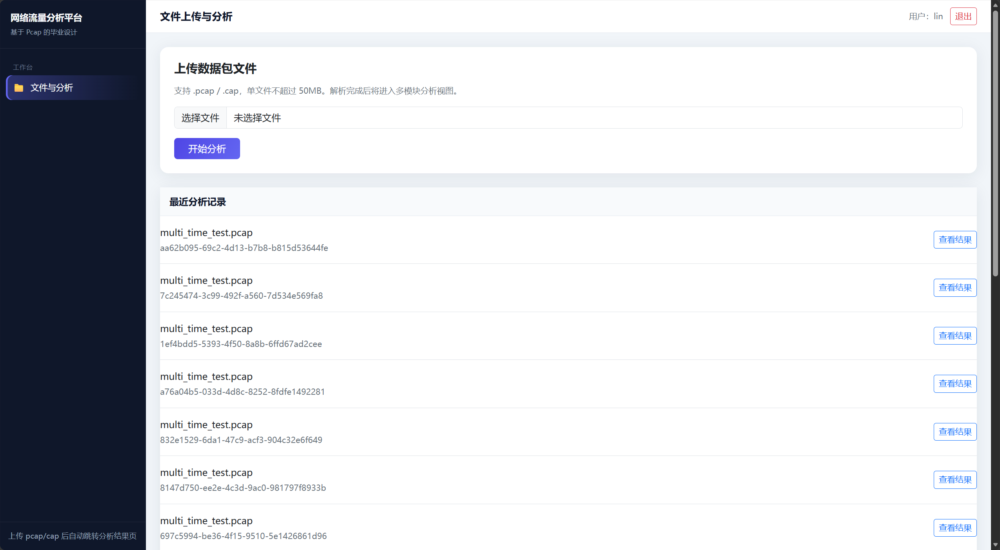 网络流量分析平台
基于 Pcap 的毕业设计
工作台
文件与分析
上传 pcap/cap 后自动跳转分析结果页
文件上传与分析
用户：lin
退出
上传数据包文件
支持 .pcap / .cap，单文件不超过 50MB。解析完成后将进入多模块分析视图。
选择文件 未选择文件
开始分析
最近分析记录
multi_time_test.pcap
aa62b095-69c2-4d13-b7b8-b815d53644fe
查看结果
multi_time_test.pcap
7c245474-3c99-492f-a560-7d534e569fa8
查看结果
multi_time_test.pcap
1ef4bdd5-5393-4f50-8a8b-6ffd67ad2cee
查看结果
multi_time_test.pcap
a76a04b5-033d-4d8c-8252-8fdfe1492281
查看结果
multi_time_test.pcap
832e1529-6da1-47c9-acf3-904c32e6f649
查看结果
multi_time_test.pcap
8147d750-ee2e-4c3d-9ac0-981797f8933b
查看结果
multi_time_test.pcap
697c5994-be36-4f15-9510-5e1426861d96
查看结果